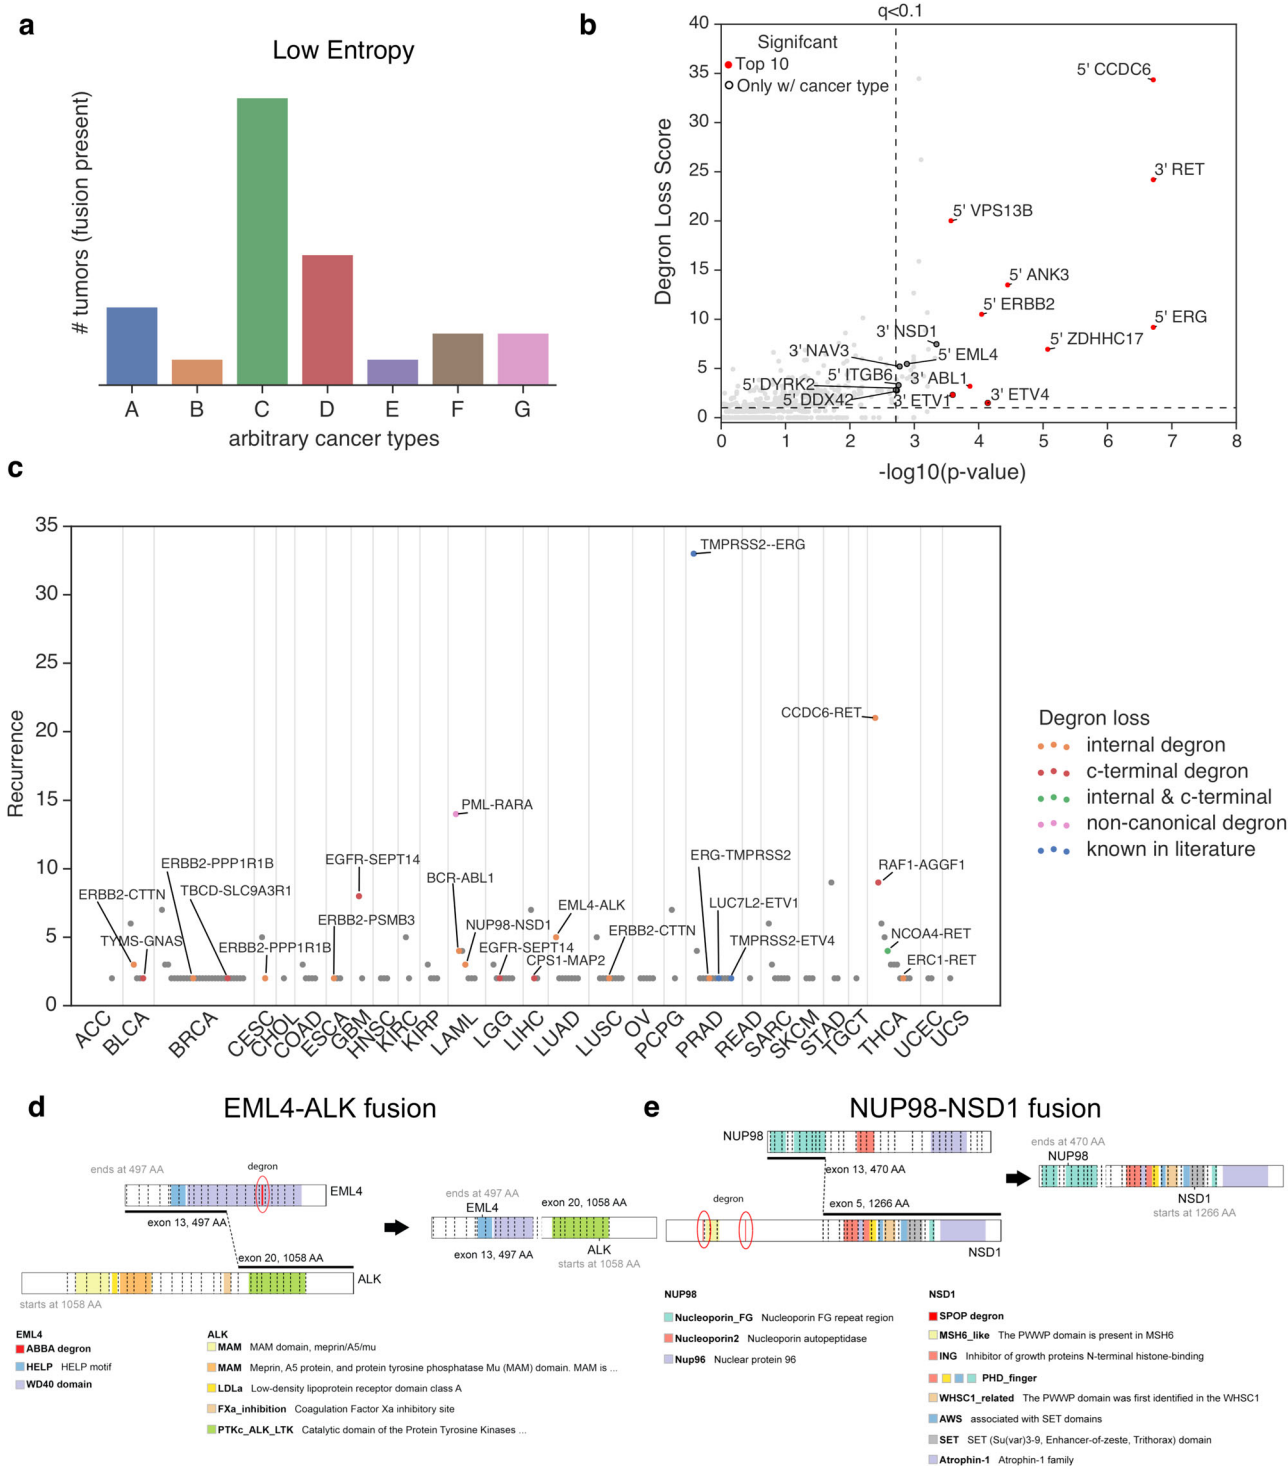 a
Low Entropy
# tumors (fusion present)
A B C D E F G
arbitrary cancer types
b
q<0.1
Signifcant
Top 10
Only w/ cancer type
Degron Loss Score
40
35
30
25
20
15
10
5
0
5' CCDC6
3' RET
5' VPS13B
5' ANK3
5' ERBB2
5' ERG
3' NSD1
5' ZDHHC17
3' NAV3
5' EML4
5' ITGB6
3' ABL1
5' DYRK2
5' DDX42
3' ETV1
3' ETV4
0 1 2 3 4 5 6 7 8
-log10(p-value)
c
Recurrence
35
30
25
20
15
10
5
0
TMPRSS2--ERG
CCDC6-RET
PML-RARA
ERBB2-PPP1R1B
EGFR-SEPT14
ERG-TMPRSS2
RAF1-AGGF1
ERBB2-CTTN
TBCD-SLC9A3R1
BCR-ABL1
EML4-ALK
LUC7L2-ETV1
ERBB2-PSMB3
NUP98-NSD1
ERBB2-CTTN
NCOA4-RET
TYMS-GNAS
ERBB2-PPP1R1B
EGFR-SEPT14
TMPRSS2-ETV4
CPS1-MAP2
ERC1-RET
ACC BLCA BRCA CESC CHOL COAD ESCA GBM HNSC KIRC KIRP LAML LGG LIHC LUAD LUSC OV PCPG PRAD READ SARC SKCM STAD TGCT THCA UCEC UCS
Degron loss
internal degron
c-terminal degron
internal & c-terminal
non-canonical degron
known in literature
d
EML4-ALK fusion
ends at 497 AA
degron
EML4
exon 13, 497 AA
exon 20, 1058 AA
ALK
starts at 1058 AA
ends at 497 AA
EML4
exon 20, 1058 AA
exon 13, 497 AA
ALK
starts at 1058 AA
EML4
ABBA degron
HELP HELP motif
WD40 domain
ALK
MAM MAM domain, meprin/A5/mu
MAM Meprin, A5 protein, and protein tyrosine phosphatase Mu (MAM) domain. MAM is ...
LDLa Low-density lipoprotein receptor domain class A
FXa_inhibition Coagulation Factor Xa inhibitory site
PTKc_ALK_LTK Catalytic domain of the Protein Tyrosine Kinases ...
e
NUP98-NSD1 fusion
NUP98
exon 13, 470 AA
degron
exon 5, 1266 AA
NSD1
ends at 470 AA
NUP98
NSD1
starts at 1266 AA
NUP98
Nucleoporin_FG Nucleoporin FG repeat region
Nucleoporin2 Nucleoporin autopeptidase
Nup96 Nuclear protein 96
NSD1
SPOP degron
MSH6_like The PWWP domain is present in MSH6
ING Inhibitor of growth proteins N-terminal histone-binding
PHD_finger
WHSC1_related The PWWP domain was first identified in the WHSC1
AWS associated with SET domains
SET SET (Su(var)3-9, Enhancer-of-zeste, Trithorax) domain
Atrophin-1 Atrophin-1 family